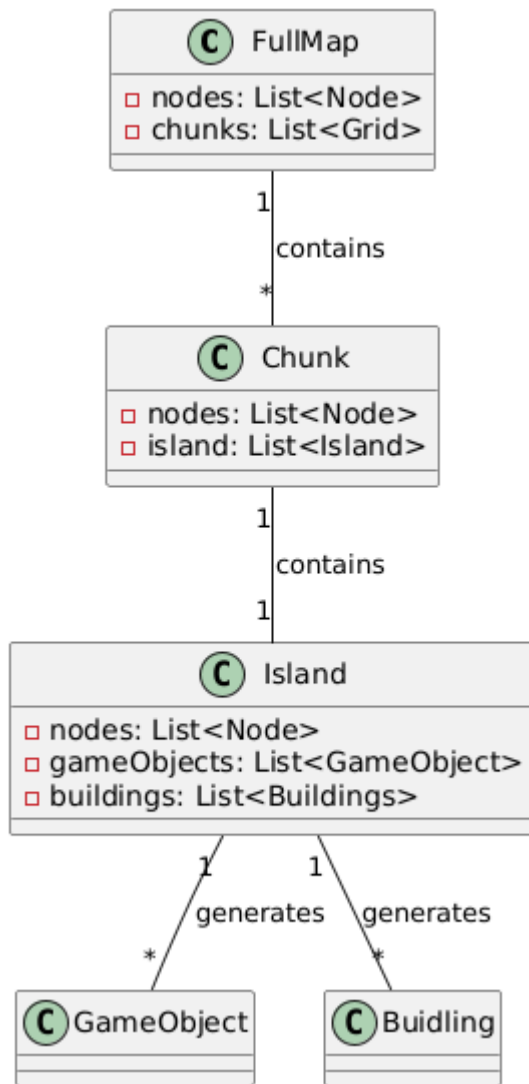 C FullMap
nodes: List<Node>
chunks: List<Grid>
1
contains
*
C Chunk
nodes: List<Node>
island: List<Island>
1
contains
1
C Island
nodes: List<Node>
gameObjects: List<GameObject>
buildings: List<Buildings>
1 1
generates generates
* *
C GameObject C Buidling